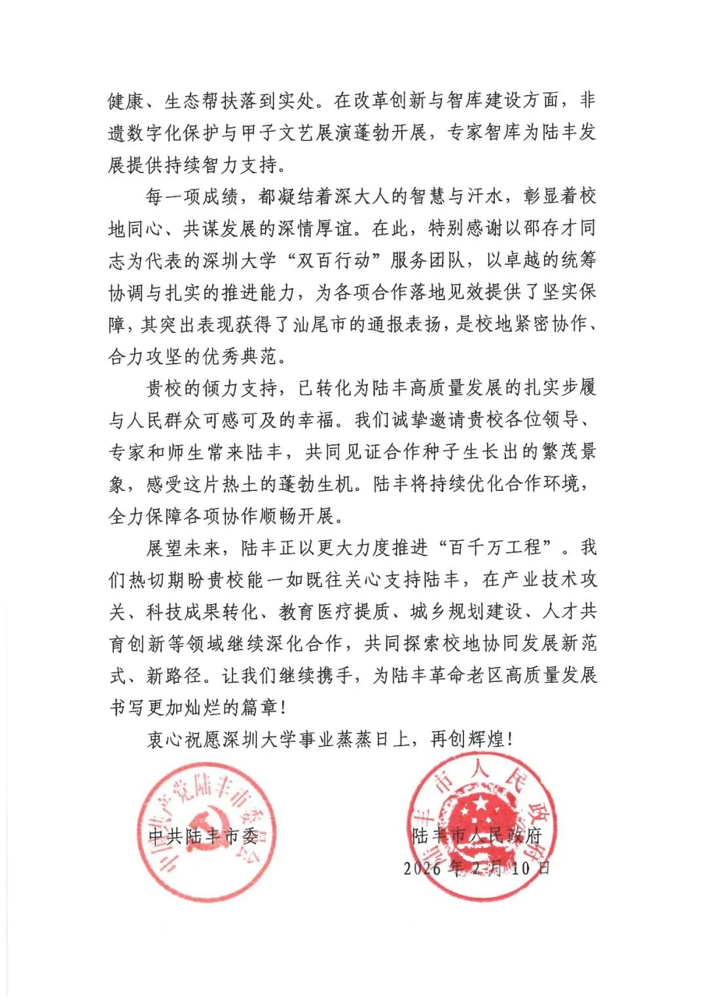 健康、生态帮扶落到实处。在改革创新与智库建设方面，非
遗数字化保护与甲子文艺展演蓬勃开展，专家智库为陆丰发
展提供持续智力支持。
每一项成绩，都凝结着深大人的智慧与汗水，彰显着校
地同心、共谋发展的深情厚谊。在此，特别感谢以邵存才同
志为代表的深圳大学“双百行动”服务团队，以卓越的统筹
协调与扎实的推进能力，为各项合作落地见效提供了坚实保
障，其突出表现获得了汕尾市的通报表扬，是校地紧密协作、
合力攻坚的优秀典范。
贵校的倾力支持，已转化为陆丰高质量发展的扎实步履
与人民群众可感可及的幸福。我们诚挚邀请贵校各位领导、
专家和师生常来陆丰，共同见证合作种子生长出的繁茂景
象，感受这片热土的蓬勃生机。陆丰将持续优化合作环境，
全力保障各项协作顺畅开展。
展望未来，陆丰正以更大力度推进“百千万工程”。我
们热切期盼贵校能一如既往关心支持陆丰，在产业技术攻
关、科技成果转化、教育医疗提质、城乡规划建设、人才共
育创新等领域继续深化合作，共同探索校地协同发展新范
式、新路径。让我们继续携手，为陆丰革命老区高质量发展
书写更加灿烂的篇章！
衷心祝愿深圳大学事业蒸蒸日上，再创辉煌！
中国共产党陆丰市委员会
中共陆丰市委
陆丰市人民政府
陆丰市人民政府
2026年2月10日